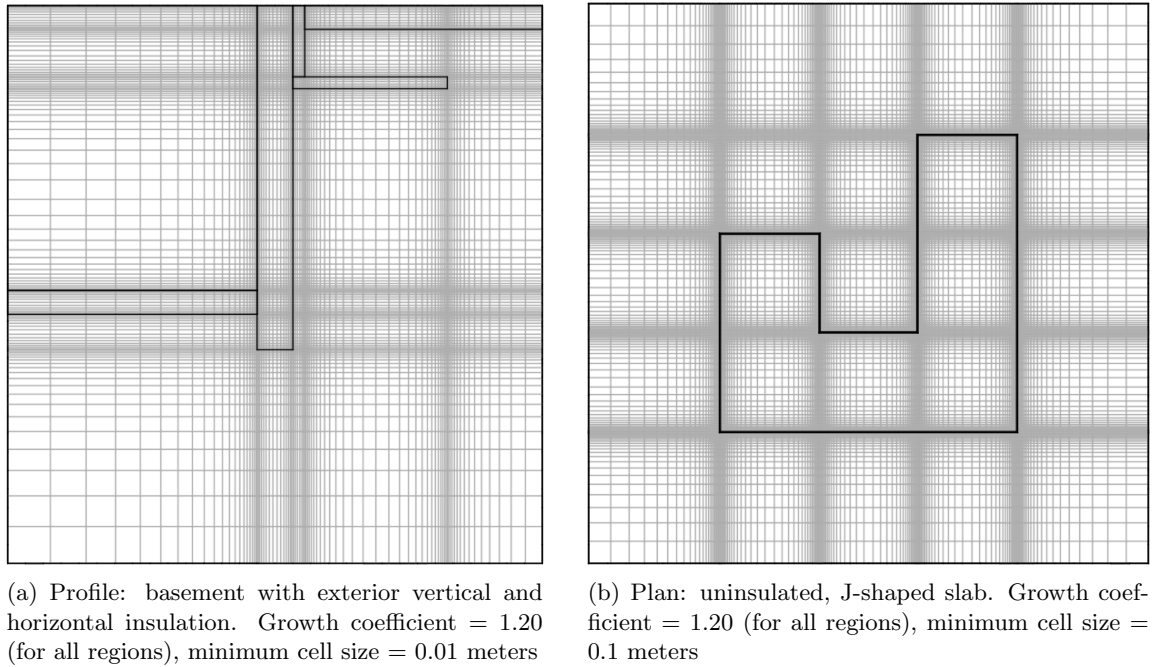 (a) Profile: basement with exterior vertical and
horizontal insulation. Growth coefficient = 1.20
(for all regions), minimum cell size = 0.01 meters
(b) Plan: uninsulated, J-shaped slab. Growth coef-
ficient = 1.20 (for all regions), minimum cell size =
0.1 meters